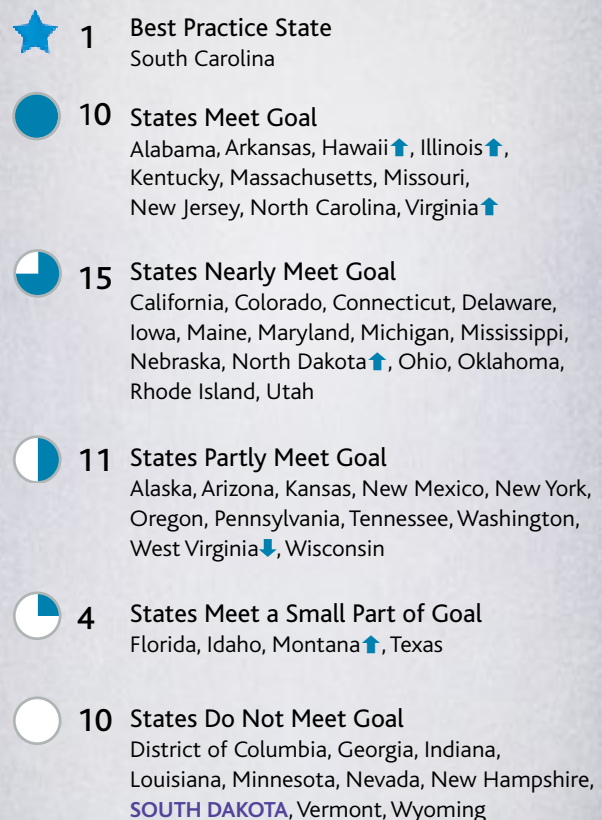 1 Best Practice State
South Carolina
10 States Meet Goal
Alabama, Arkansas, Hawaii⬆, Illinois⬆,
Kentucky, Massachusetts, Missouri,
New Jersey, North Carolina, Virginia⬆
15 States Nearly Meet Goal
California, Colorado, Connecticut, Delaware,
Iowa, Maine, Maryland, Michigan, Mississippi,
Nebraska, North Dakota⬆, Ohio, Oklahoma,
Rhode Island, Utah
11 States Partly Meet Goal
Alaska, Arizona, Kansas, New Mexico, New York,
Oregon, Pennsylvania, Tennessee, Washington,
West Virginia⬇, Wisconsin
4 States Meet a Small Part of Goal
Florida, Idaho, Montana⬆, Texas
10 States Do Not Meet Goal
District of Columbia, Georgia, Indiana,
Louisiana, Minnesota, Nevada, New Hampshire,
SOUTH DAKOTA, Vermont, Wyoming